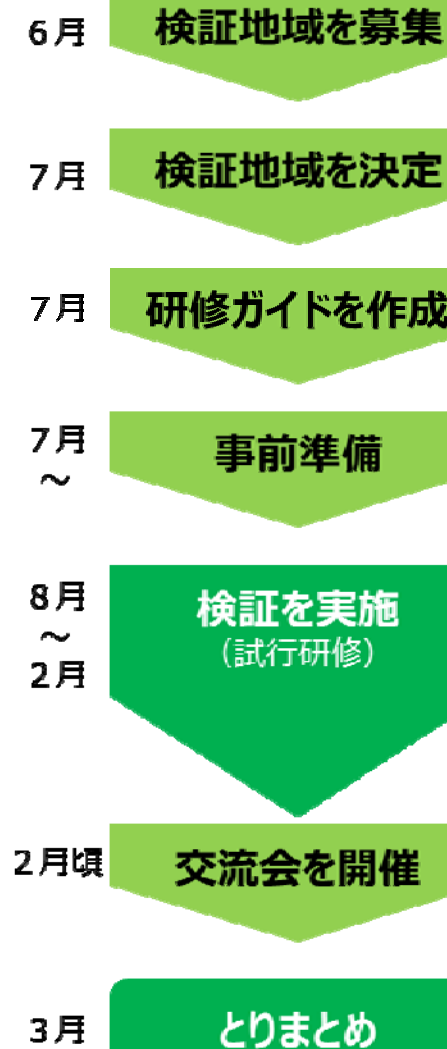 6月 検証地域を募集
7月 検証地域を決定
7月 研修ガイドを作成
7月
～
事前準備
8月
～
2月
検証を実施
（試行研修）
2月頃 交流会を開催
3月 とりまとめ